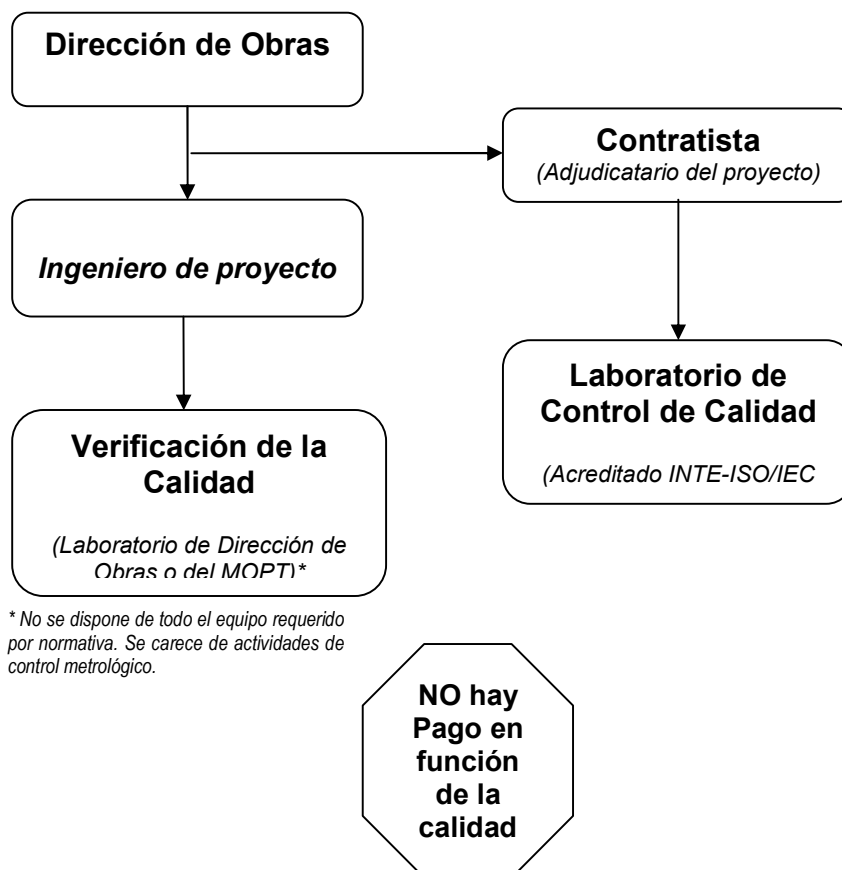 Dirección de Obras
Contratista
(Adjudicatario del proyecto)
Ingeniero de proyecto
Laboratorio de
Control de Calidad
(Acreditado INTE-ISO/IEC
Verificación de la
Calidad
(Laboratorio de Dirección de
Obras o del MOPT)*
* No se dispone de todo el equipo requerido
por normativa. Se carece de actividades de
control metrológico.
NO hay
Pago en
función
de la
calidad